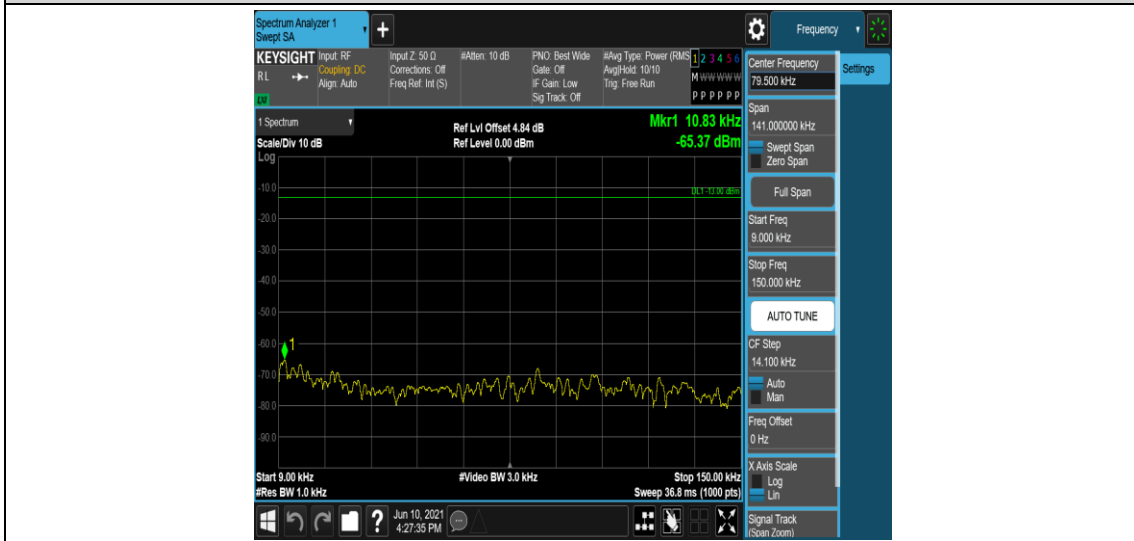 Spectrum Analyzer 1
Swept SA
Frequency
KEYSIGHT
R L
Input: RF
Coupling: DC
Align: Auto
Input Z: 50 Ω
Corrections: Off
Freq Ref: Int (S)
#Atten: 10 dB
PNO: Best Wide
Gate: Off
IF Gain: Low
Sig Track: Off
#Avg Type: Power (RMS
Avg|Hold: 10/10
Trig: Free Run
1 2 3 4 5 6
M W W W W W
P P P P P P
Center Frequency
79.500 kHz
Settings
Span
141.000000 kHz
Swept Span
Zero Span
Full Span
Start Freq
9.000 kHz
Stop Freq
150.000 kHz
AUTO TUNE
CF Step
14.100 kHz
Auto
Man
Freq Offset
0 Hz
X Axis Scale
Log
Lin
Signal Track
(Span Zoom)
1 Spectrum
Scale/Div 10 dB
Log
Ref Lvl Offset 4.84 dB
Ref Level 0.00 dBm
Mkr1 10.83 kHz
-65.37 dBm
DL1 -13.00 dBm
-10.0
-20.0
-30.0
-40.0
-50.0
-60.0
-70.0
-80.0
-90.0
1
Start 9.00 kHz
#Res BW 1.0 kHz
#Video BW 3.0 kHz
Stop 150.00 kHz
Sweep 36.8 ms (1000 pts)
?
Jun 10, 2021
4:27:35 PM